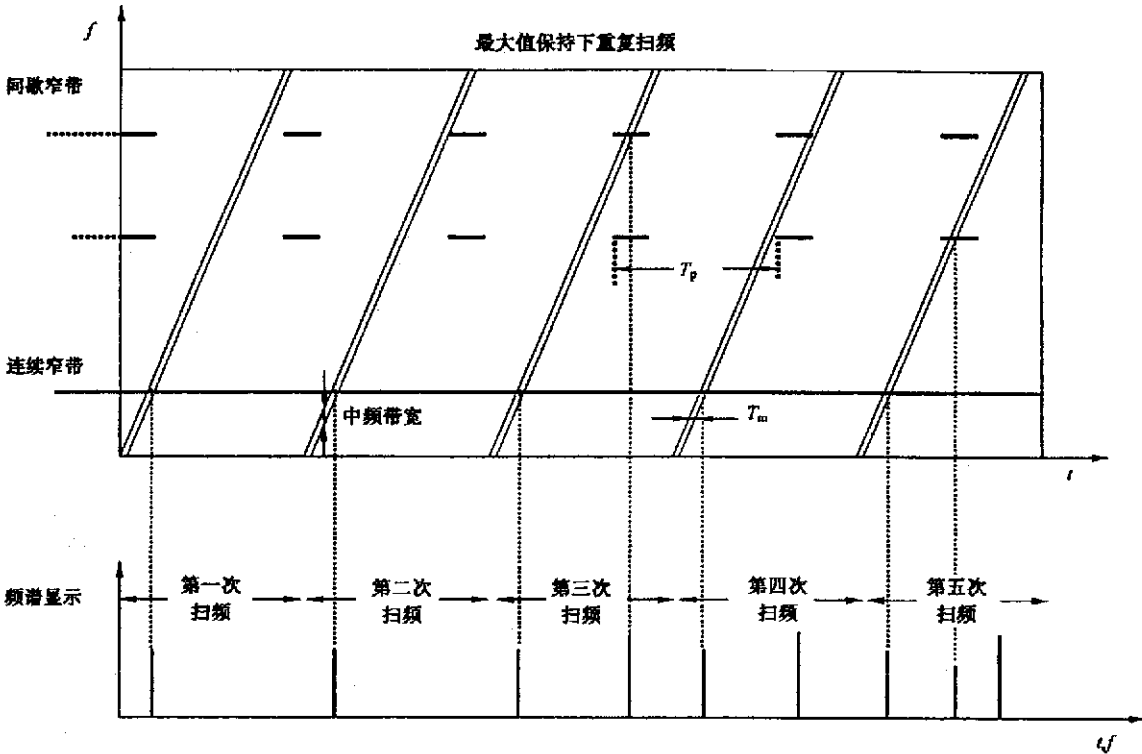 f
最大值保持下重复扫频
间歇窄带
T_p
连续窄带
中频带宽
T_m
t
频谱显示
第一次
扫频
第二次
扫频
第三次
扫频
第四次
扫频
第五次
扫频
t,f